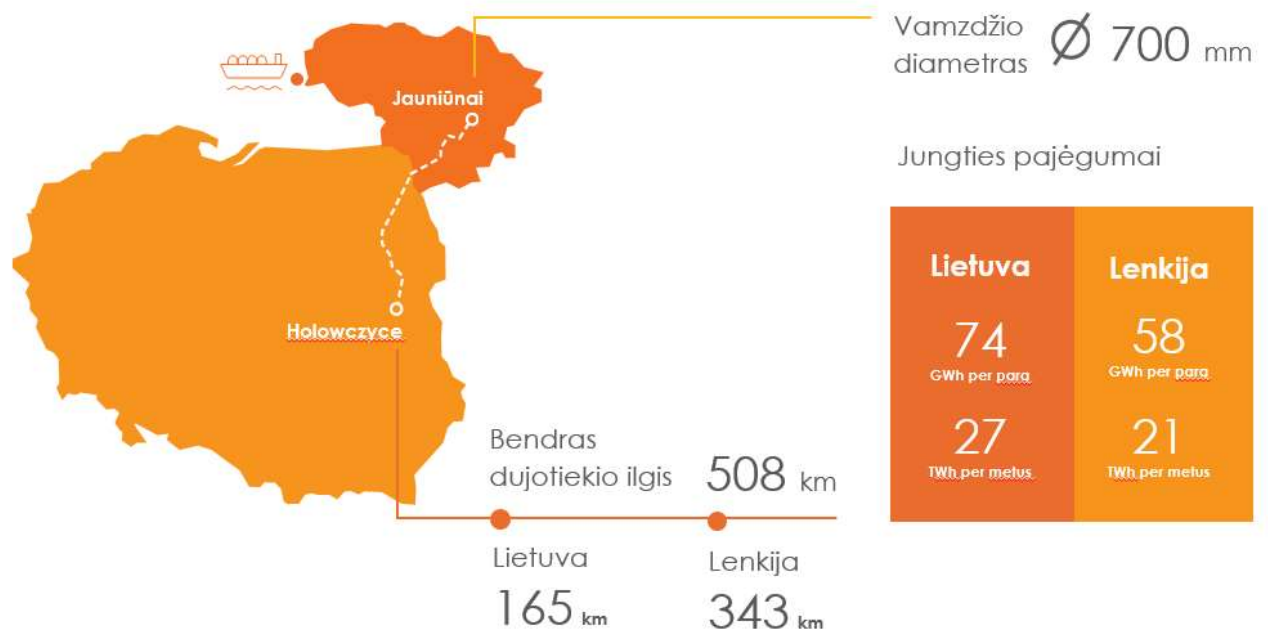 Vamzdžio
diametras Ø 700 mm
Jauniūnai
Jungties pajėgumai
Lietuva Lenkija
74 58
GWh per parą GWh per parą
27 21
TWh per metus TWh per metus
Holowczyce
Bendras
dujotiekio ilgis 508 km
Lietuva Lenkija
165 km 343 km